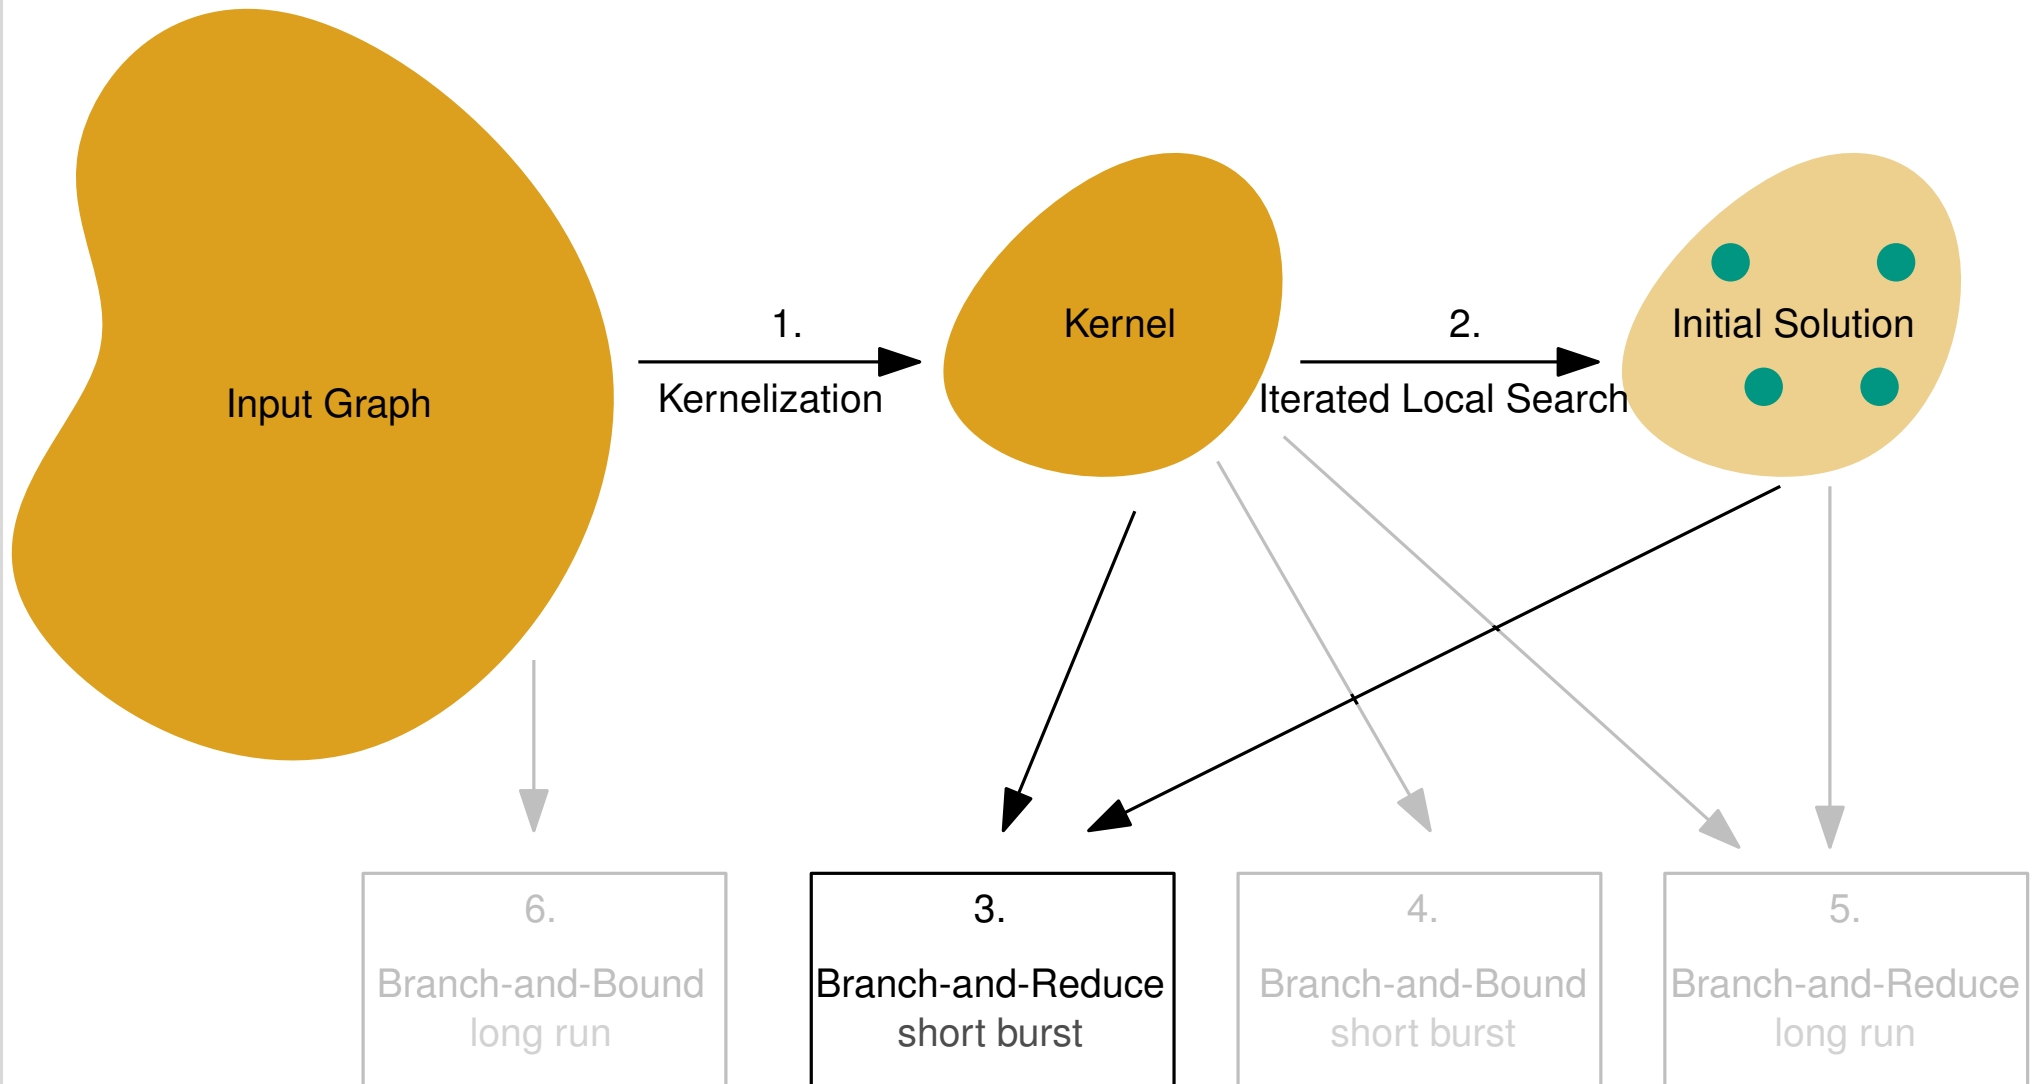 1.
Kernel
2.
Initial Solution
Input Graph
Kernelization
Iterated Local Search
6.
Branch-and-Bound
long run
3.
Branch-and-Reduce
short burst
4.
Branch-and-Bound
short burst
5.
Branch-and-Reduce
long run